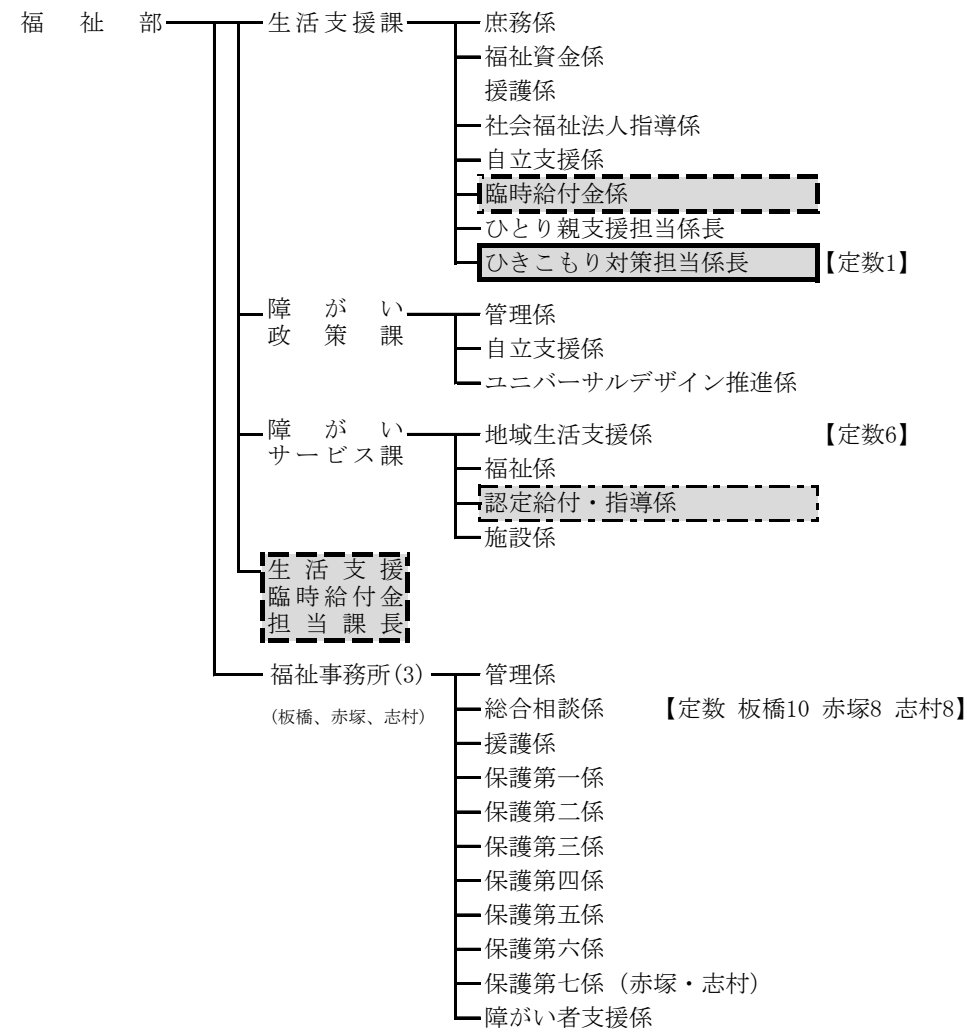 福祉部 生活支援課 庶務係
福祉資金係
援護係
社会福祉法人指導係
自立支援係
臨時給付金係
ひとり親支援担当係長
ひきこもり対策担当係長 【定数1】
障がい 管理係
政策課
自立支援係
ユニバーサルデザイン推進係
障がい 地域生活支援係 【定数6】
サービス課
福祉係
認定給付・指導係
施設係
生活支援
臨時給付金
担当課長
福祉事務所(3) 管理係
(板橋、赤塚、志村) 総合相談係 【定数 板橋10 赤塚8 志村8】
援護係
保護第一係
保護第二係
保護第三係
保護第四係
保護第五係
保護第六係
保護第七係（赤塚・志村）
障がい者支援係